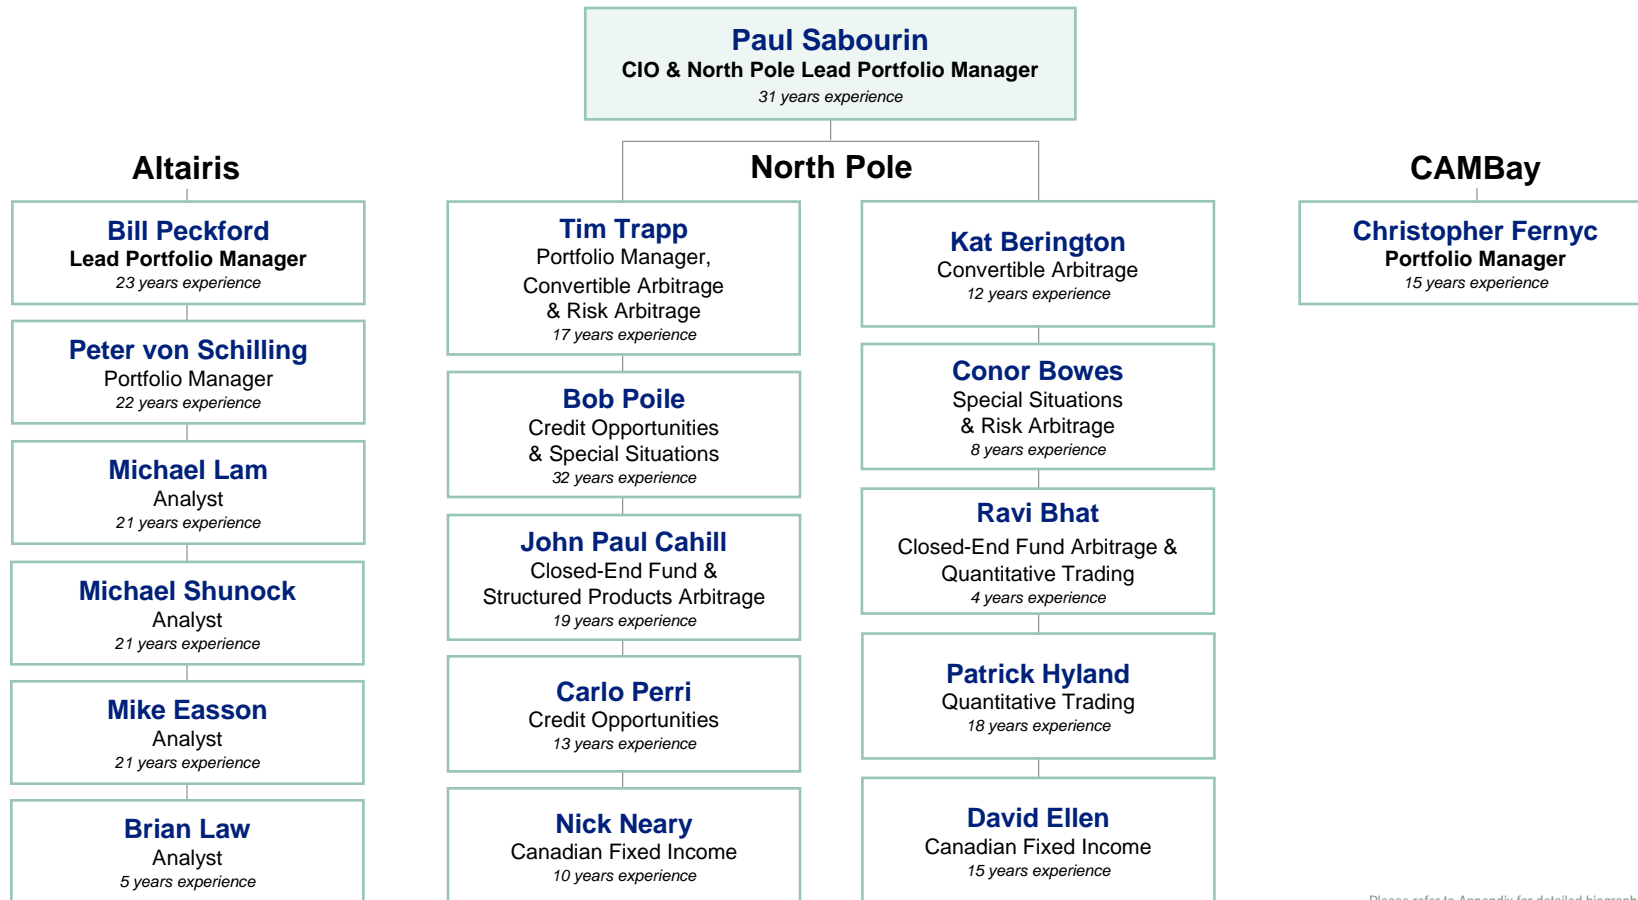 Paul Sabourin
CIO & North Pole Lead Portfolio Manager
31 years experience
Altairis
Bill Peckford
Lead Portfolio Manager
23 years experience
Peter von Schilling
Portfolio Manager
22 years experience
Michael Lam
Analyst
21 years experience
Michael Shunock
Analyst
21 years experience
Mike Easson
Analyst
21 years experience
Brian Law
Analyst
5 years experience
North Pole
Tim Trapp
Portfolio Manager,
Convertible Arbitrage
& Risk Arbitrage
17 years experience
Bob Poile
Credit Opportunities
& Special Situations
32 years experience
John Paul Cahill
Closed-End Fund &
Structured Products Arbitrage
19 years experience
Carlo Perri
Credit Opportunities
13 years experience
Nick Neary
Canadian Fixed Income
10 years experience
Kat Berington
Convertible Arbitrage
12 years experience
Conor Bowes
Special Situations
& Risk Arbitrage
8 years experience
Ravi Bhat
Closed-End Fund Arbitrage &
Quantitative Trading
4 years experience
Patrick Hyland
Quantitative Trading
18 years experience
David Ellen
Canadian Fixed Income
15 years experience
CAMBay
Christopher Fernyc
Portfolio Manager
15 years experience
Please refer to Appendix for detailed